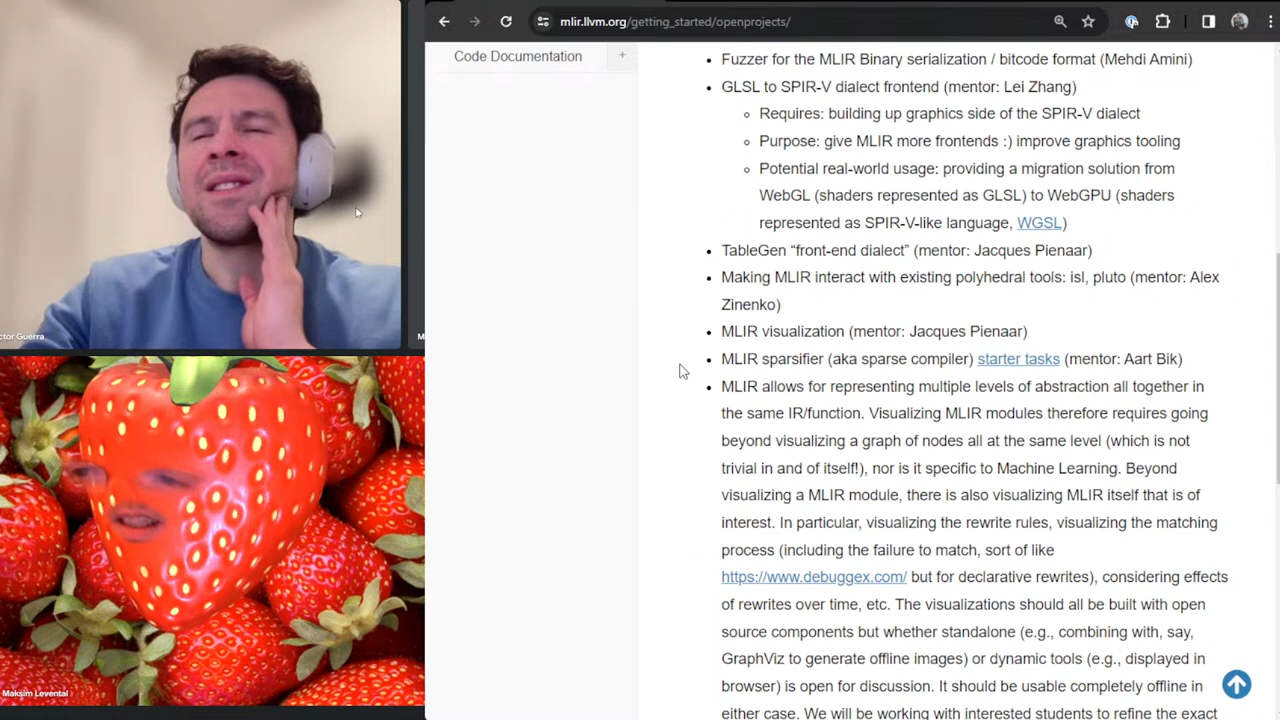 mlir.llvm.org/getting_started/openprojects/
Code Documentation +
Fuzzer for the MLIR Binary serialization / bitcode format (Mehdi Amini)
GLSL to SPIR-V dialect frontend (mentor: Lei Zhang)
Requires: building up graphics side of the SPIR-V dialect
Purpose: give MLIR more frontends :) improve graphics tooling
Potential real-world usage: providing a migration solution from
WebGL (shaders represented as GLSL) to WebGPU (shaders
represented as SPIR-V-like language, WGSL)
TableGen “front-end dialect” (mentor: Jacques Pienaar)
Making MLIR interact with existing polyhedral tools: isl, pluto (mentor: Alex
Zinenko)
MLIR visualization (mentor: Jacques Pienaar)
MLIR sparsifier (aka sparse compiler) starter tasks (mentor: Aart Bik)
MLIR allows for representing multiple levels of abstraction all together in
the same IR/function. Visualizing MLIR modules therefore requires going
beyond visualizing a graph of nodes all at the same level (which is not
trivial in and of itself!), nor is it specific to Machine Learning. Beyond
visualizing a MLIR module, there is also visualizing MLIR itself that is of
interest. In particular, visualizing the rewrite rules, visualizing the matching
process (including the failure to match, sort of like
https://www.debuggex.com/ but for declarative rewrites), considering effects
of rewrites over time, etc. The visualizations should all be built with open
source components but whether standalone (e.g., combining with, say,
GraphViz to generate offline images) or dynamic tools (e.g., displayed in
browser) is open for discussion. It should be usable completely offline in
either case. We will be working with interested students to refine the exact
ctor Guerra
M
Maksim Levental